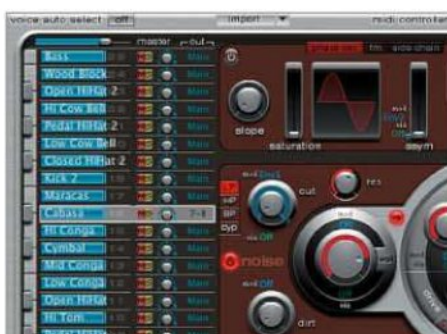 voice auto select off import midi controller
master out
Bass Main
Wood Block Main
Open HiHat 2 Main
Hi Cow Bell Main
Pedal HiHat 2 Main
Low Cow Bell Main
Closed HiHat 2 Main
Kick 2 Main
Maracas Main
Cabasa 7-8
Hi Conga Main
Cymbal Main
Mid Conga Main
Low Conga Main
Open HiHat Main
Hi Tom Main
Pedal HiHat
phase osc fm side chain
slope
saturation
asym
LP
HP
BP
byp
cut
res
noise
dirt
drive